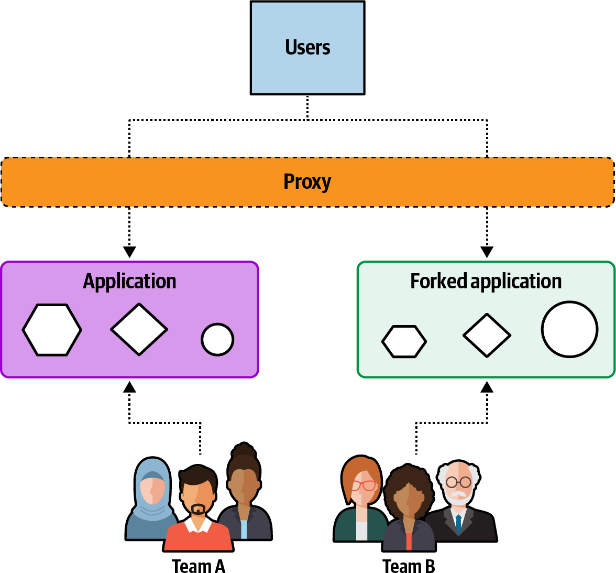 Users
Proxy
Application
Forked application
Team A
Team B